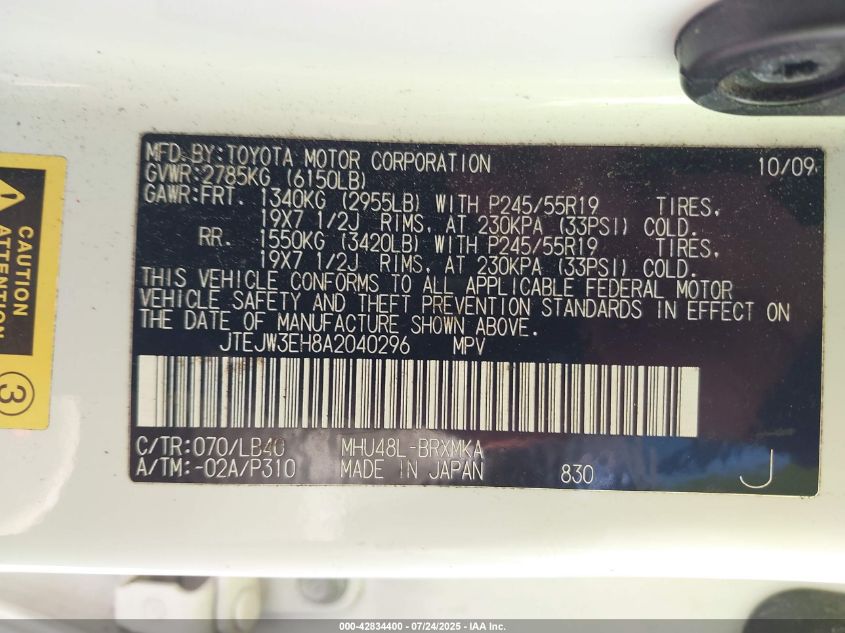 MFD. BY: TOYOTA MOTOR CORPORATION 10/09
GVWR: 2785KG (6150LB)
GAWR: FRT. 1340KG (2955LB) WITH P245/55R19 TIRES,
19X7 1/2J RIMS, AT 230KPA (33PSI) COLD.
RR. 1550KG (3420LB) WITH P245/55R19 TIRES,
19X7 1/2J RIMS, AT 230KPA (33PSI) COLD.
THIS VEHICLE CONFORMS TO ALL APPLICABLE FEDERAL MOTOR
VEHICLE SAFETY AND THEFT PREVENTION STANDARDS IN EFFECT ON
THE DATE OF MANUFACTURE SHOWN ABOVE.
JTEJW3EH8A2040296 MPV
C/TR: 070/LB40 MHU48L-BRXMKA
A/TM: -02A/P310 MADE IN JAPAN 830 J
CAUTION
ATTENTION
3
000-42834400 - 07/24/2025 - IAA Inc.